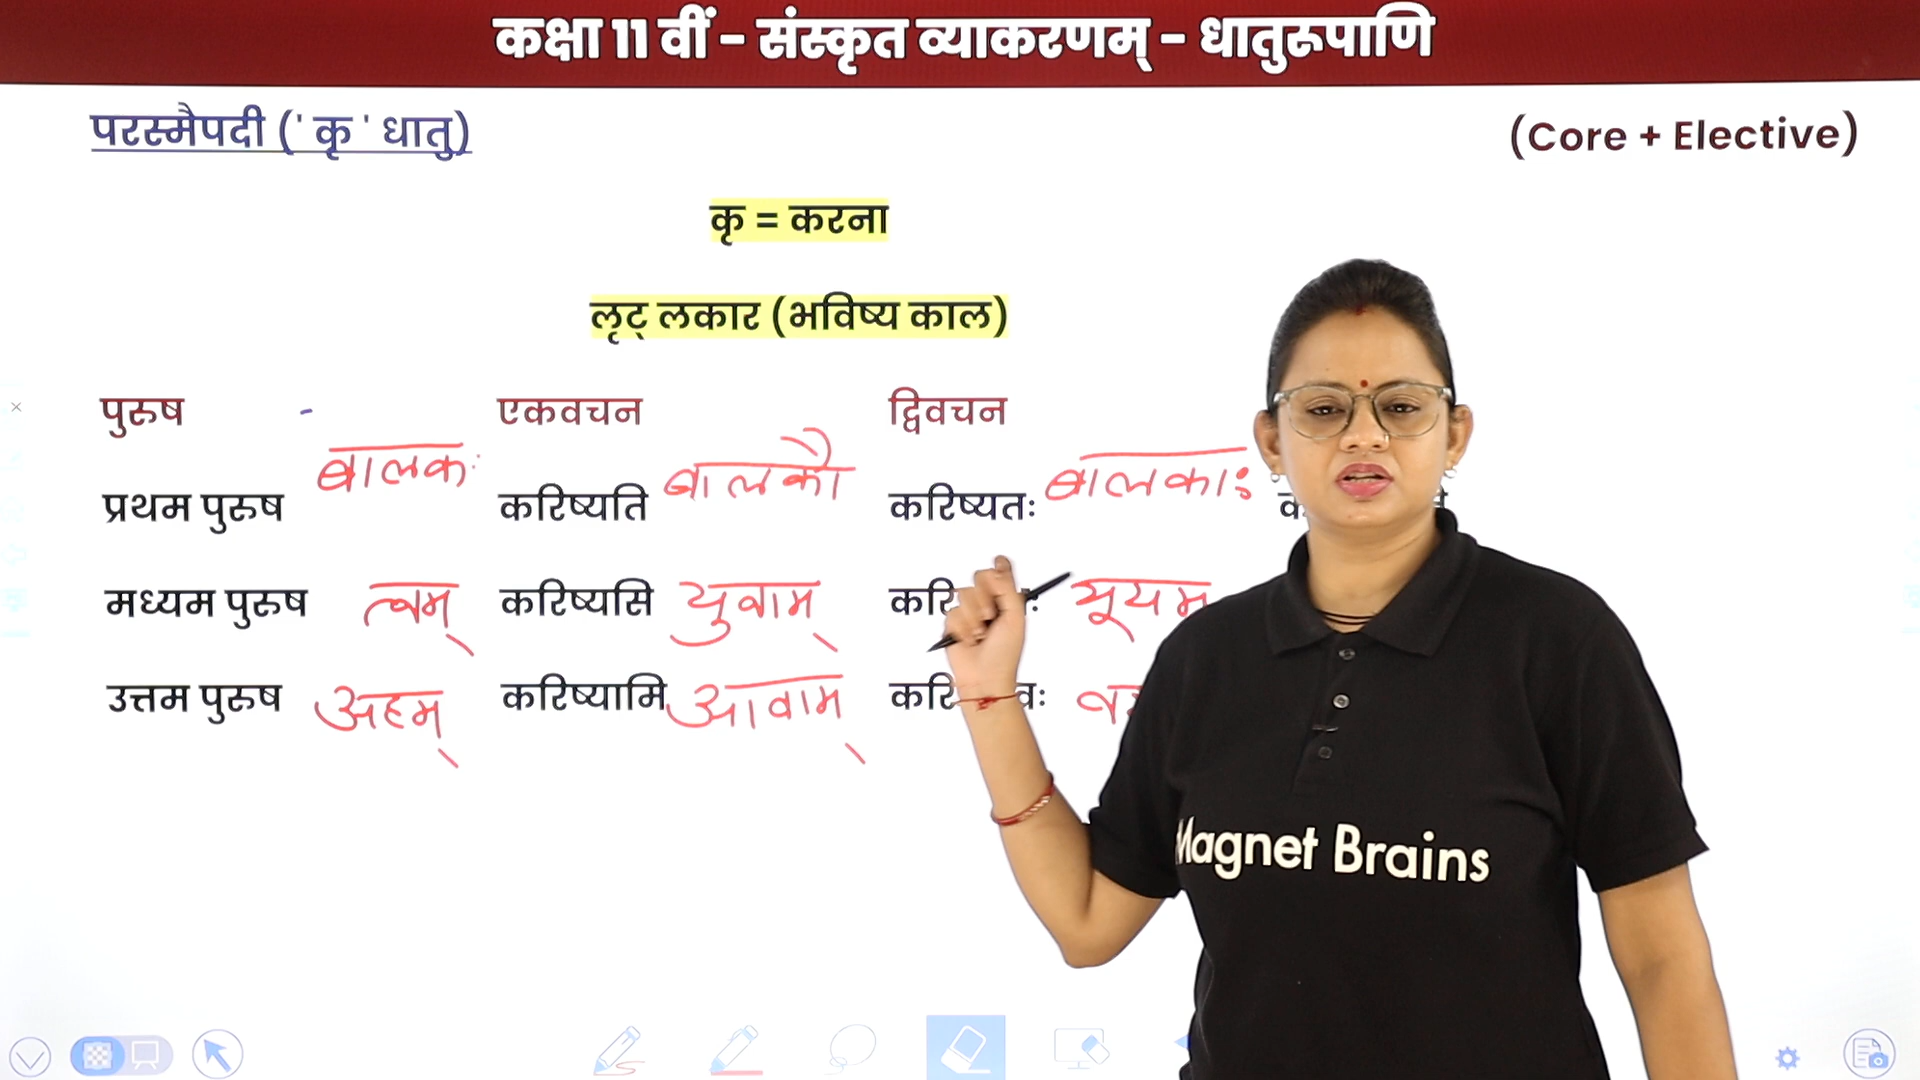 कक्षा 11 वीं - संस्कृत व्याकरणम् - धातुरूपाणि
परस्मैपदी (' कृ ' धातु) (Core + Elective)
कृ = करना
लृट् लकार (भविष्य काल)
पुरुष - एकवचन द्विवचन
बालकः बालकौ बालकाः
प्रथम पुरुष करिष्यति करिष्यतः
मध्यम पुरुष त्वम् करिष्यसि युवाम् यूयम
उत्तम पुरुष अहम् करिष्यामि आवाम्
Magnet Brains